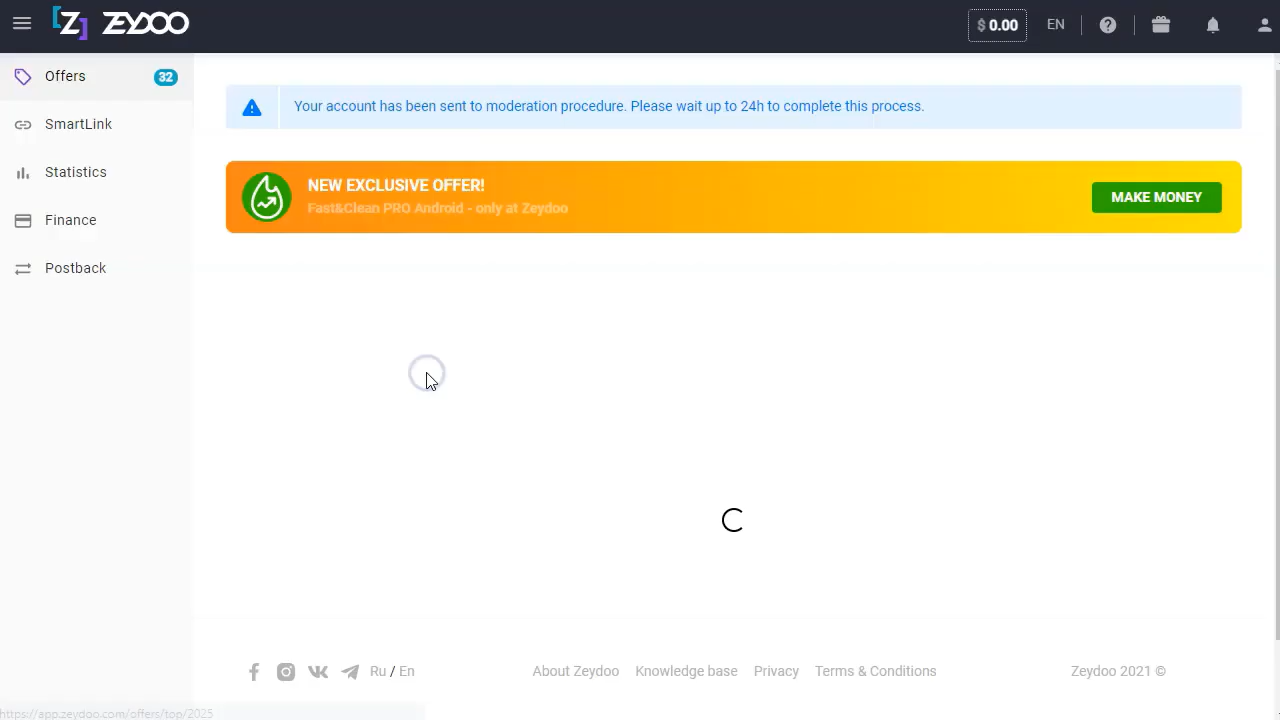 ZEYDOO
$ 0.00
EN
Offers
32
SmartLink
Statistics
Finance
Postback
Your account has been sent to moderation procedure. Please wait up to 24h to complete this process.
NEW EXCLUSIVE OFFER!
Fast&Clean PRO Android - only at Zeydoo
MAKE MONEY
Ru / En
About Zeydoo
Knowledge base
Privacy
Terms & Conditions
Zeydoo 2021 ©
https://app.zeydoo.com/offers/top/2025